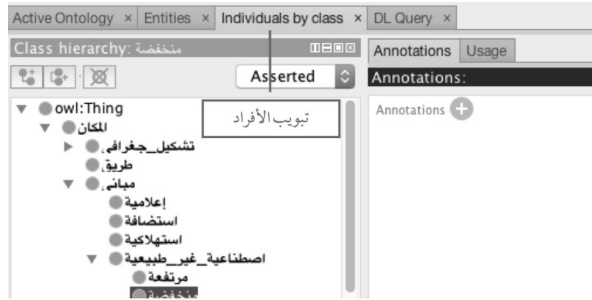 Active Ontology × Entities × Individuals by class × DL Query ×
Class hierarchy: منخفضة
Annotations Usage
Asserted
Annotations:
Annotations
owl:Thing
تبويب الأفراد
المكان
تشكيل_جغرافي
طريق
مباني
إعلامية
استضافة
استهلاكية
اصطناعية_غير_طبيعية
مرتفعة
منخفضة